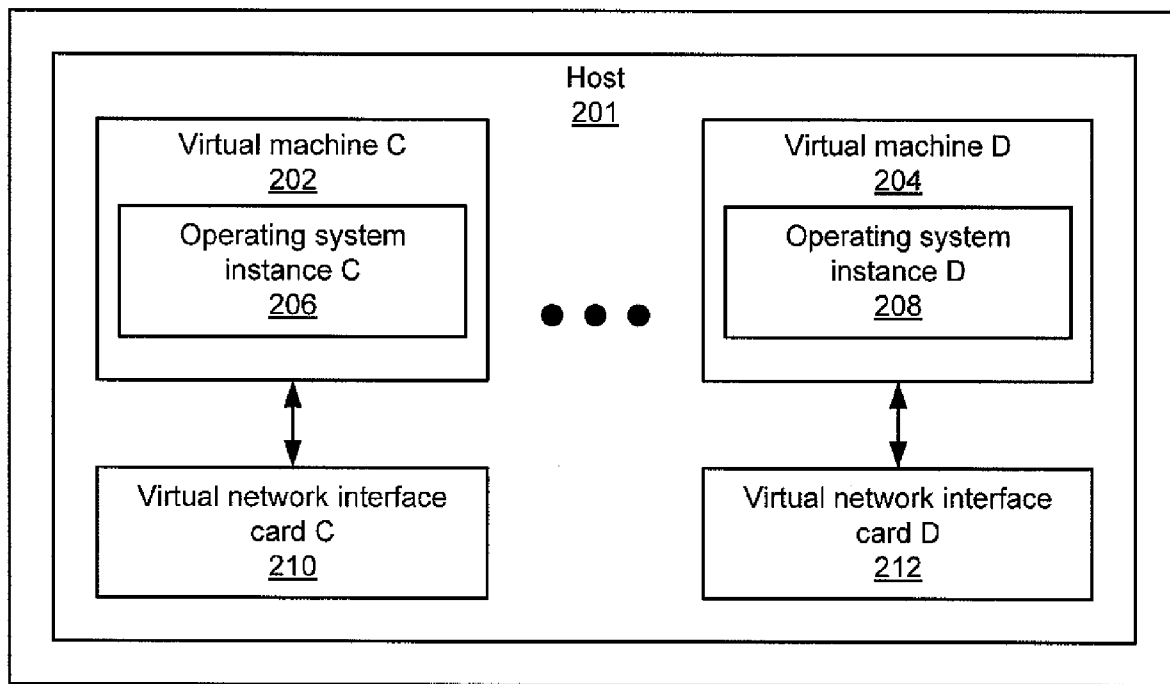 Host
201
Virtual machine C
202
Operating system
instance C
206
Virtual network interface
card C
210
Virtual machine D
204
Operating system
instance D
208
Virtual network interface
card D
212